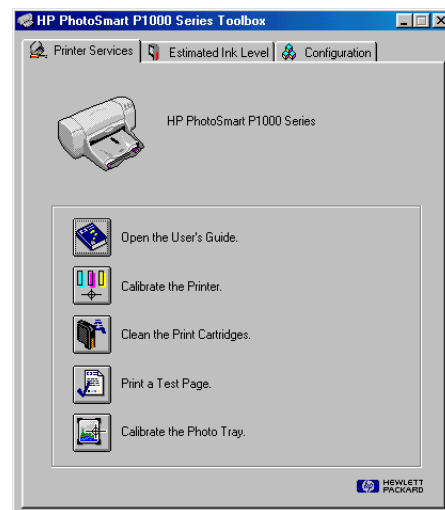 HP PhotoSmart P1000 Series Toolbox
Printer Services Estimated Ink Level Configuration
HP PhotoSmart P1000 Series
Open the User's Guide.
Calibrate the Printer.
Clean the Print Cartridges.
Print a Test Page.
Calibrate the Photo Tray.
hp HEWLETT
PACKARD